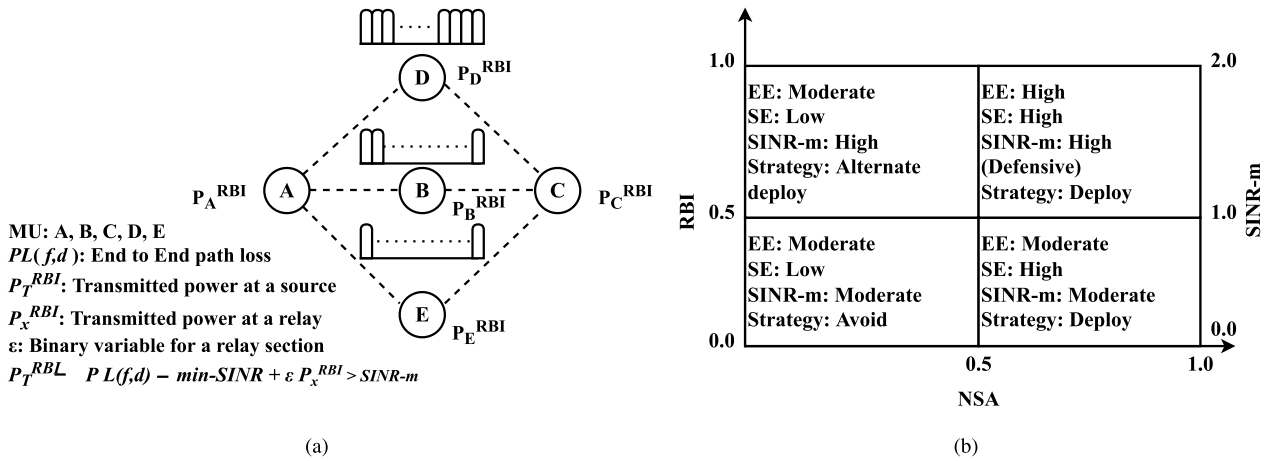 D
P_D^RBI
A
B
C
P_A^RBI
P_B^RBI
P_C^RBI
E
P_E^RBI
MU: A, B, C, D, E
PL(f,d): End to End path loss
P_T^RBI: Transmitted power at a source
P_x^RBI: Transmitted power at a relay
ε: Binary variable for a relay section
P_T^RBI– PL(f,d) – min-SINR + ε P_x^RBI > SINR-m
(a)
1.0
2.0
EE: Moderate
SE: Low
SINR-m: High
Strategy: Alternate
deploy
EE: High
SE: High
SINR-m: High
(Defensive)
Strategy: Deploy
RBI
0.5
1.0
SINR-m
EE: Moderate
SE: Low
SINR-m: Moderate
Strategy: Avoid
EE: Moderate
SE: High
SINR-m: Moderate
Strategy: Deploy
0.0
0.0
0.5
1.0
NSA
(b)